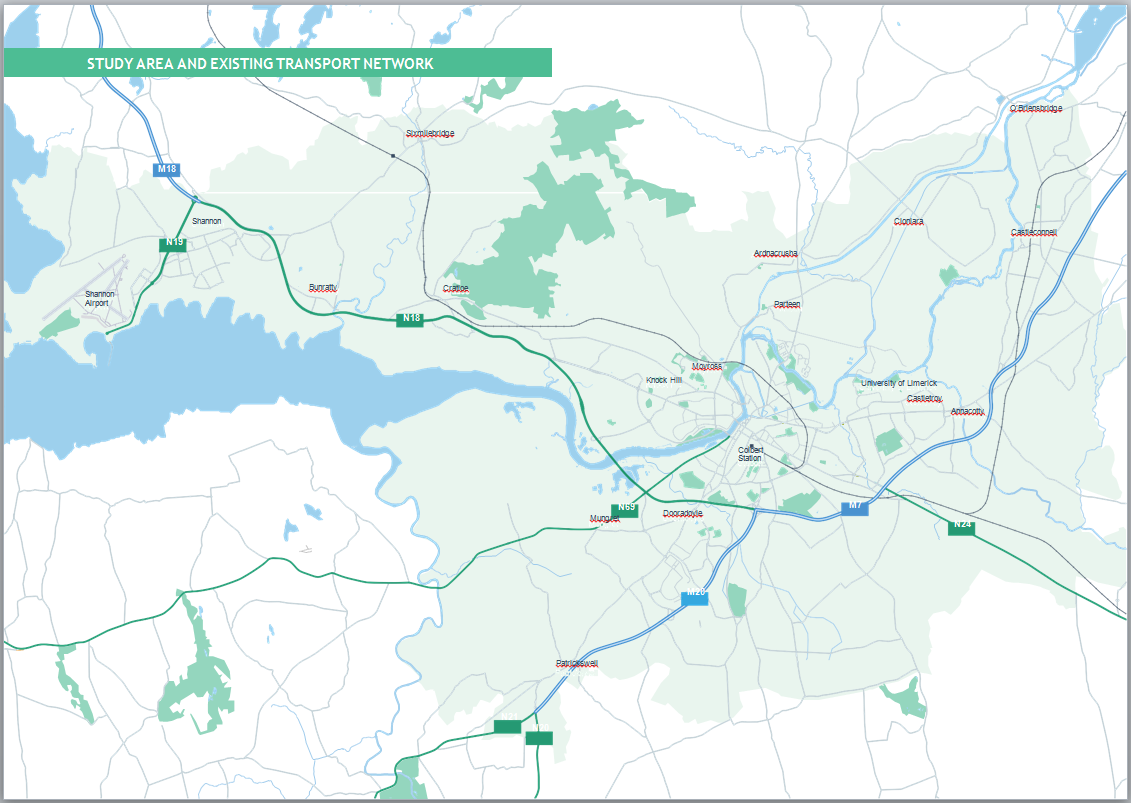 STUDY AREA AND EXISTING TRANSPORT NETWORK
O'Briensbridge
Sixmilebridge
M18
Shannon
Clonlara
Castleconnell
N19
Ardnacrusha
Bunratty
Cratloe
Shannon
Airport
Parteen
N18
Moyross
Knock Hill
University of Limerick
Castletroy
Annacotty
Colbert
Station
N69
M7
Mungret
Dooradoyle
N24
M20
Patrickswell